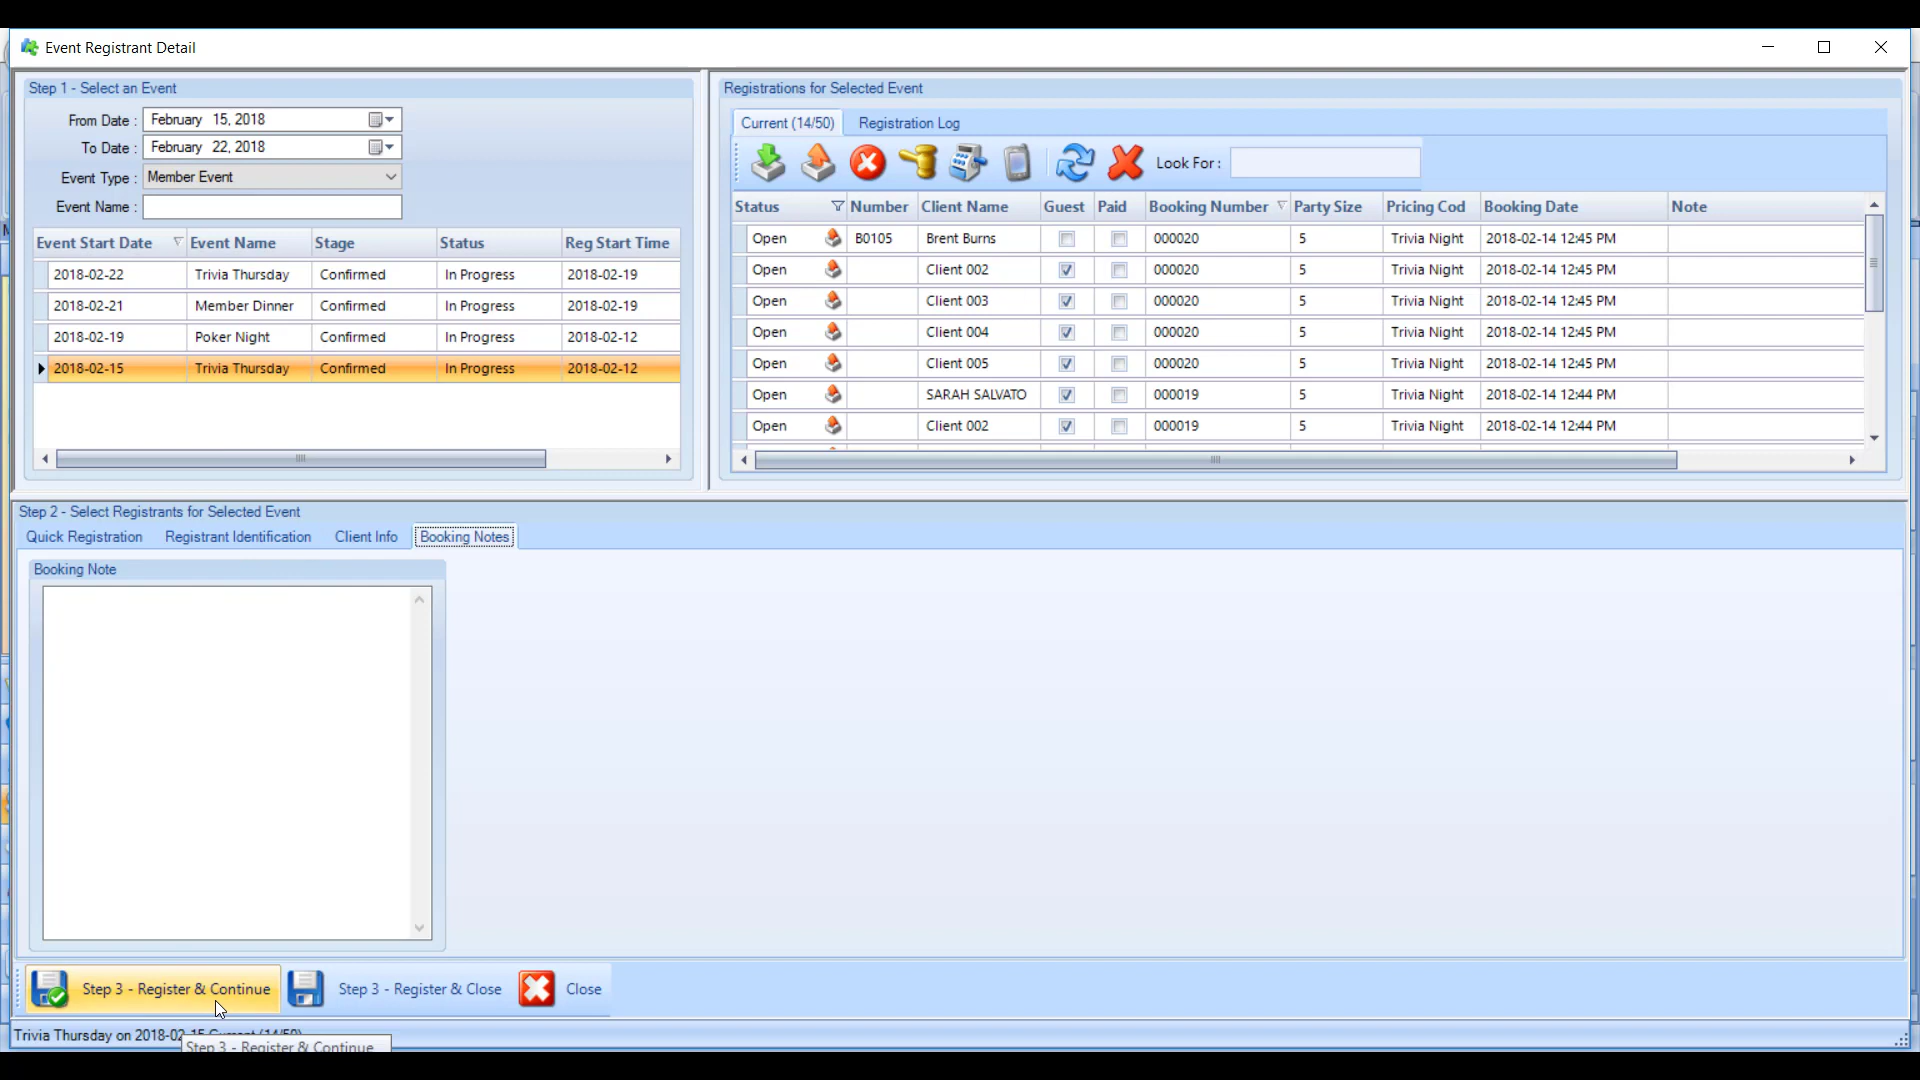 Event Registrant Detail
Step 1 - Select an Event
From Date : February 15, 2018
To Date : February 22, 2018
Event Type : Member Event
Event Name :
Event Start Date Event Name Stage Status Reg Start Time
2018-02-22 Trivia Thursday Confirmed In Progress 2018-02-19
2018-02-21 Member Dinner Confirmed In Progress 2018-02-19
2018-02-19 Poker Night Confirmed In Progress 2018-02-12
2018-02-15 Trivia Thursday Confirmed In Progress 2018-02-12
Registrations for Selected Event
Current (14/50) Registration Log
Look For :
Status Number Client Name Guest Paid Booking Number Party Size Pricing Cod Booking Date Note
Open B0105 Brent Burns 000020 5 Trivia Night 2018-02-14 12:45 PM
Open Client 002 000020 5 Trivia Night 2018-02-14 12:45 PM
Open Client 003 000020 5 Trivia Night 2018-02-14 12:45 PM
Open Client 004 000020 5 Trivia Night 2018-02-14 12:45 PM
Open Client 005 000020 5 Trivia Night 2018-02-14 12:45 PM
Open SARAH SALVATO 000019 5 Trivia Night 2018-02-14 12:44 PM
Open Client 002 000019 5 Trivia Night 2018-02-14 12:44 PM
Step 2 - Select Registrants for Selected Event
Quick Registration Registrant Identification Client Info Booking Notes
Booking Note
Step 3 - Register & Continue Step 3 - Register & Close Close
Trivia Thursday on 2018-02-15 Current (14/50)
Step 3 - Register & Continue